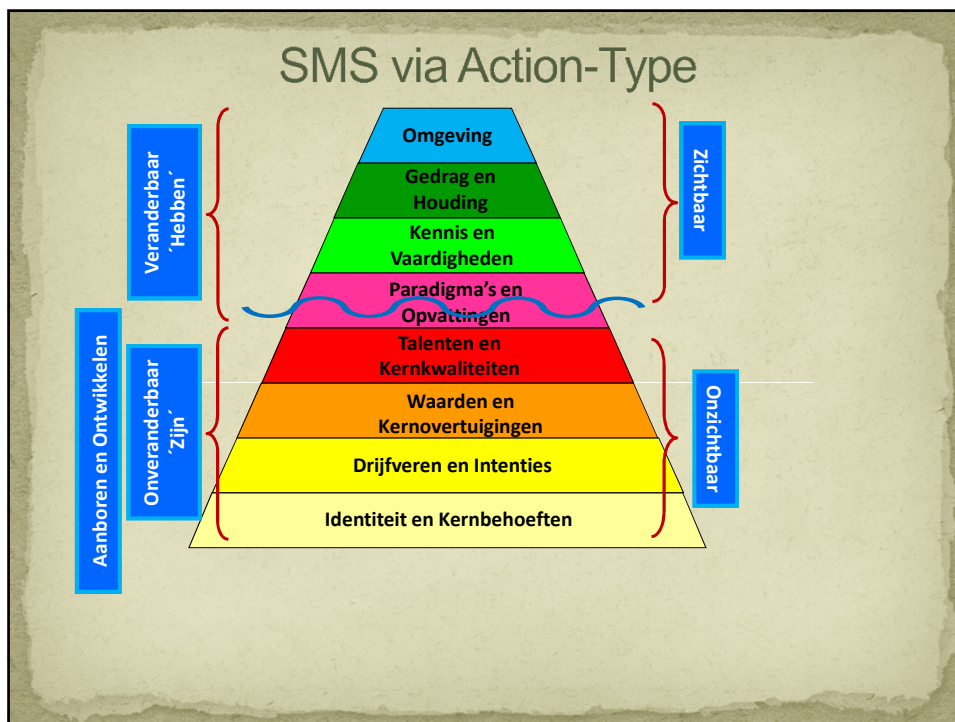 SMS via Action-Type
Veranderbaar
´Hebben´
Omgeving
Gedrag en
Houding
Kennis en
Vaardigheden
Paradigma’s en
Opvattingen
Zichtbaar
Aanboren en Ontwikkelen
Onveranderbaar
´Zijn´
Talenten en
Kernkwaliteiten
Waarden en
Kernovertuigingen
Drijfveren en Intenties
Identiteit en Kernbehoeften
Onzichtbaar